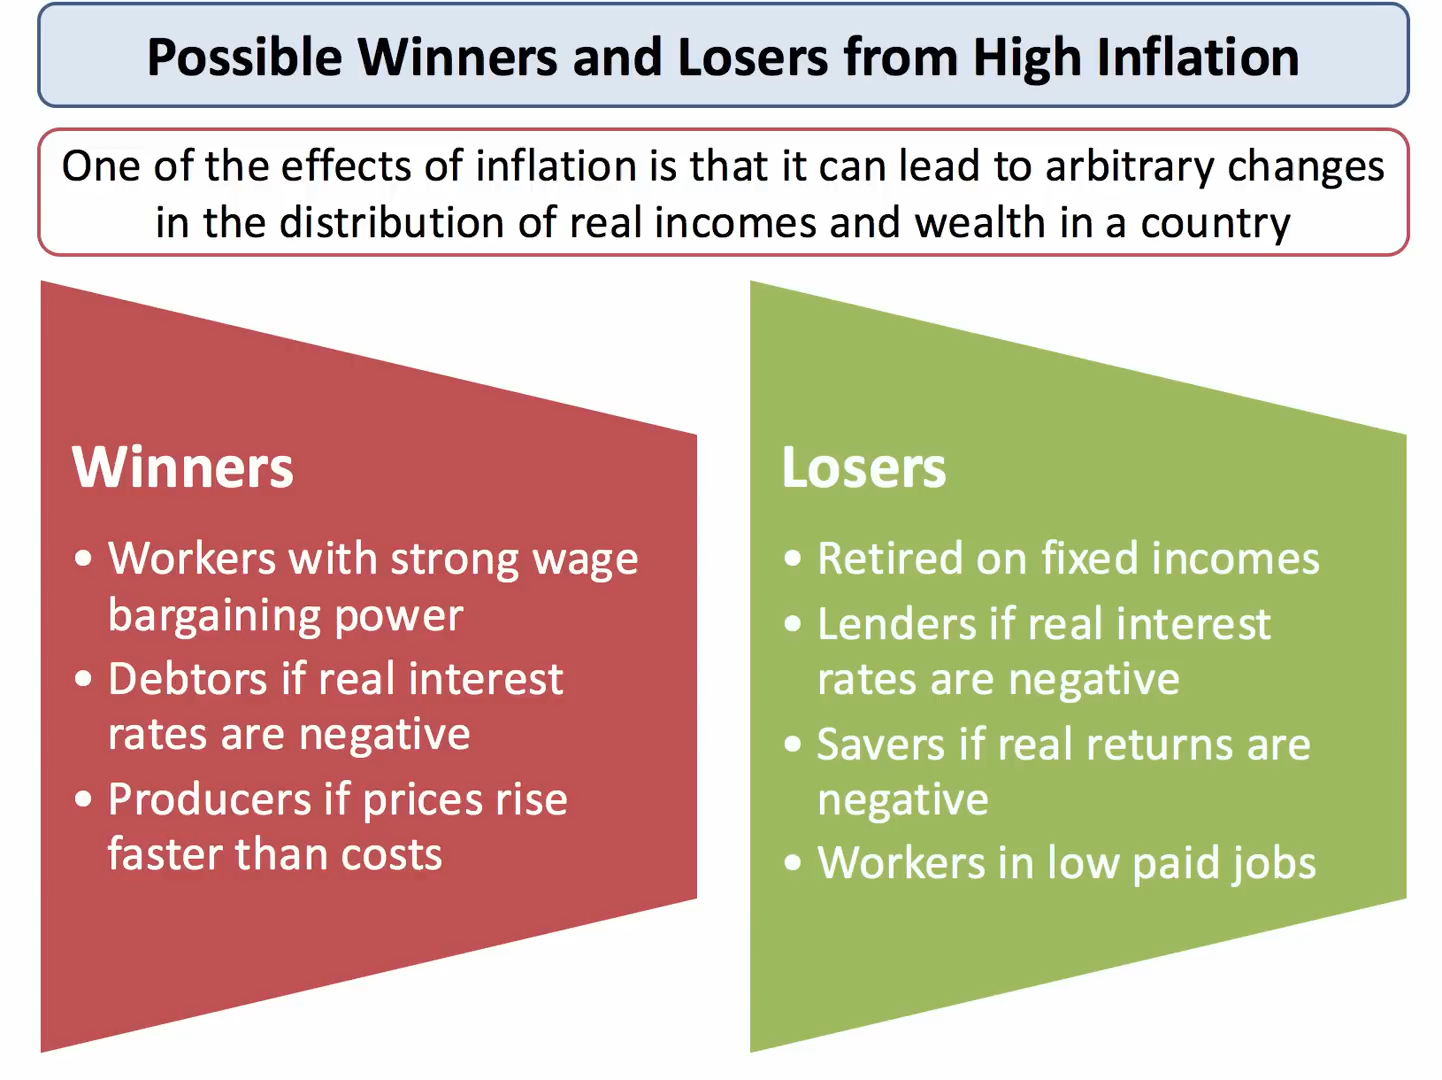 Possible Winners and Losers from High Inflation
One of the effects of inflation is that it can lead to arbitrary changes
in the distribution of real incomes and wealth in a country
Winners
• Workers with strong wage
bargaining power
• Debtors if real interest
rates are negative
• Producers if prices rise
faster than costs
Losers
• Retired on fixed incomes
• Lenders if real interest
rates are negative
• Savers if real returns are
negative
• Workers in low paid jobs